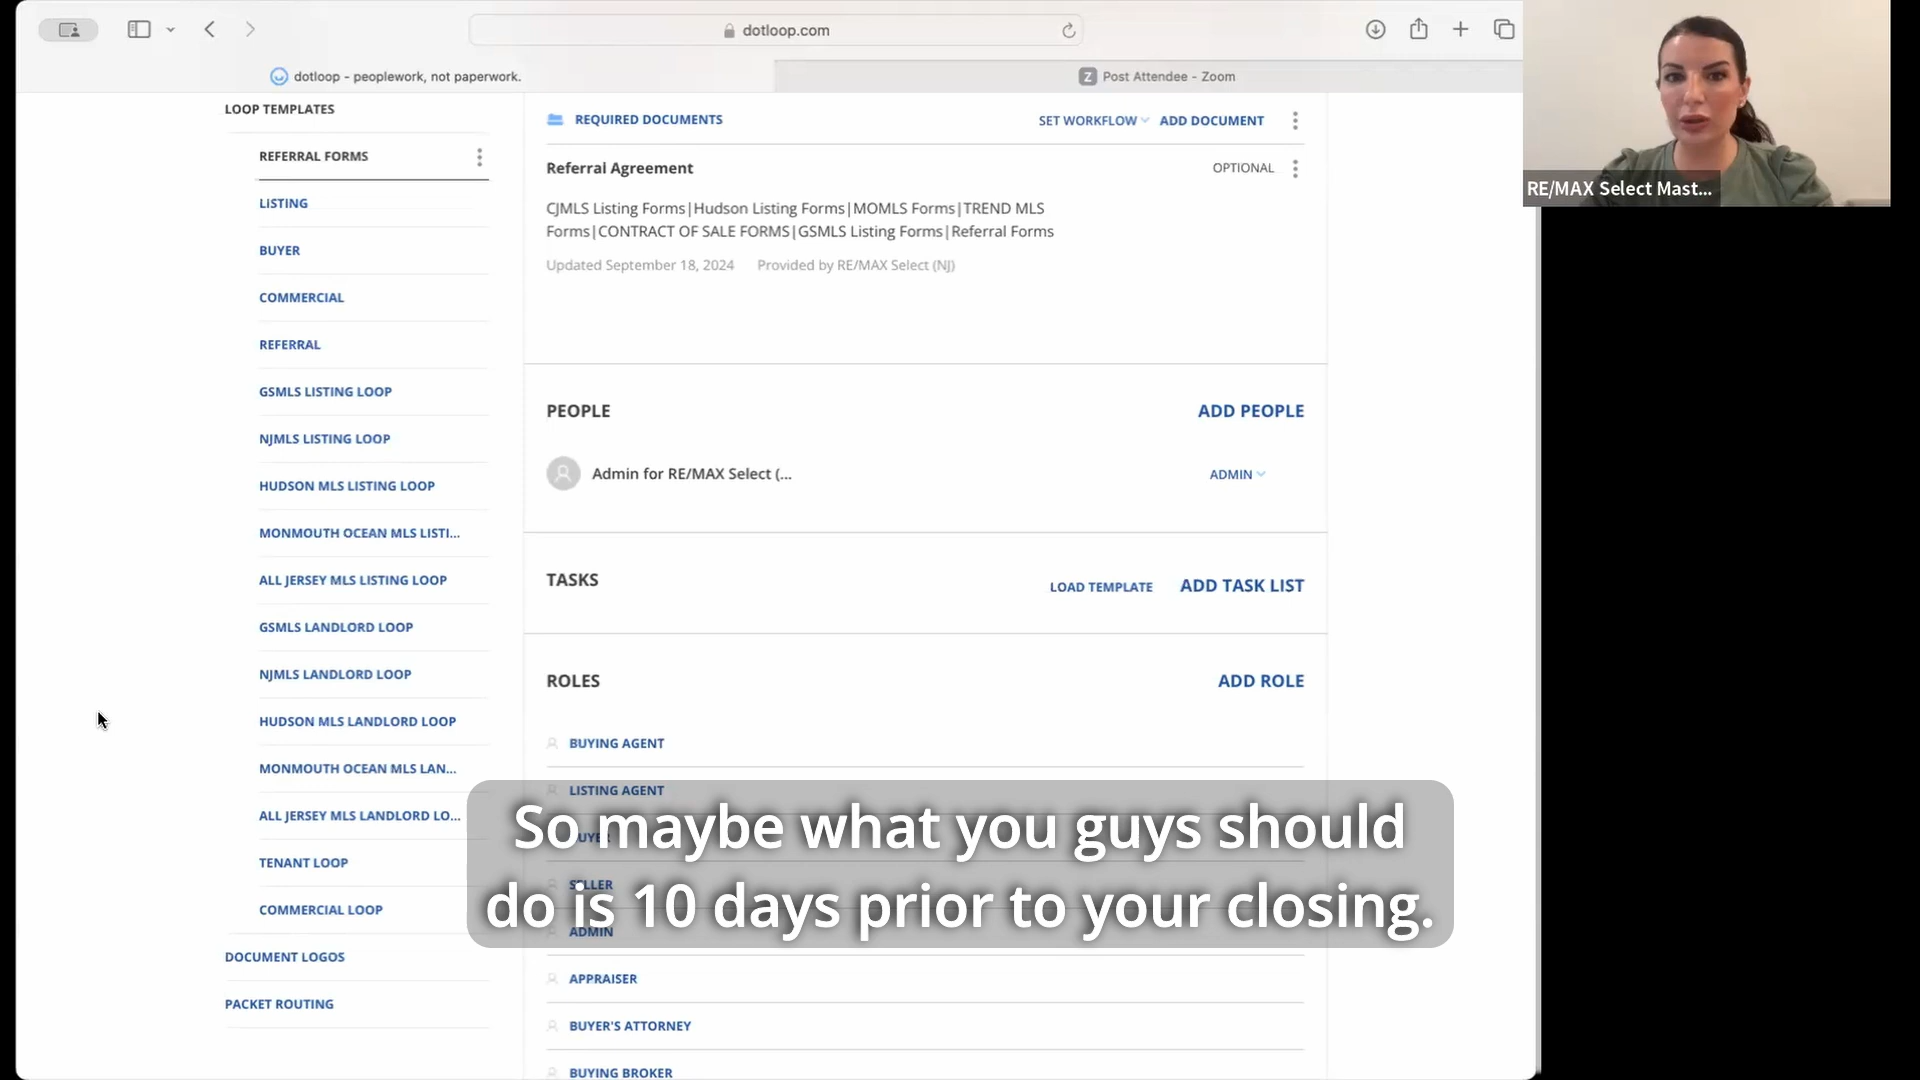 dotloop.com
dotloop - peoplework, not paperwork.
Z Post Attendee - Zoom
RE/MAX Select Mast...
LOOP TEMPLATES
REFERRAL FORMS
LISTING
BUYER
COMMERCIAL
REFERRAL
GSMLS LISTING LOOP
NJMLS LISTING LOOP
HUDSON MLS LISTING LOOP
MONMOUTH OCEAN MLS LISTI...
ALL JERSEY MLS LISTING LOOP
GSMLS LANDLORD LOOP
NJMLS LANDLORD LOOP
HUDSON MLS LANDLORD LOOP
MONMOUTH OCEAN MLS LAN...
ALL JERSEY MLS LANDLORD LO...
TENANT LOOP
COMMERCIAL LOOP
DOCUMENT LOGOS
PACKET ROUTING
REQUIRED DOCUMENTS
SET WORKFLOW ADD DOCUMENT
Referral Agreement OPTIONAL
CJMLS Listing Forms|Hudson Listing Forms|MOMLS Forms|TREND MLS
Forms|CONTRACT OF SALE FORMS|GSMLS Listing Forms|Referral Forms
Updated September 18, 2024 Provided by RE/MAX Select (NJ)
PEOPLE ADD PEOPLE
Admin for RE/MAX Select (... ADMIN
TASKS LOAD TEMPLATE ADD TASK LIST
ROLES ADD ROLE
BUYING AGENT
LISTING AGENT
BUYER
SELLER
ADMIN
APPRAISER
BUYER'S ATTORNEY
BUYING BROKER
So maybe what you guys should
do is 10 days prior to your closing.